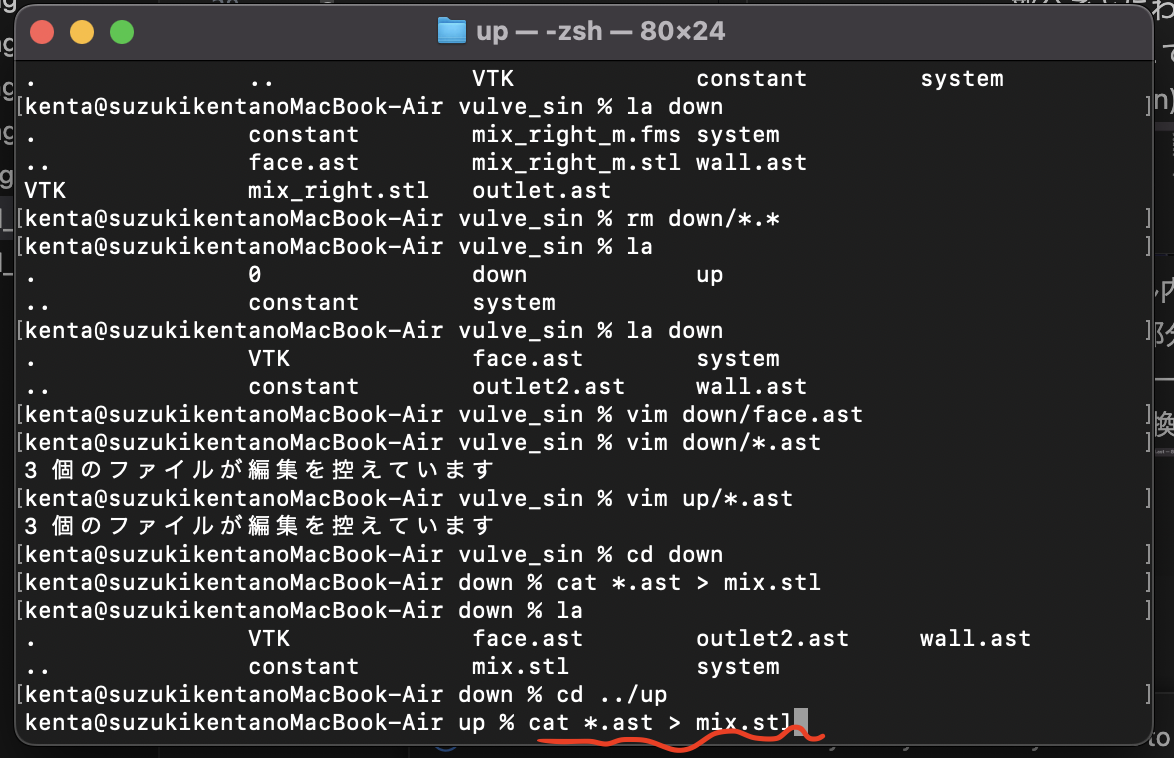 up — -zsh — 80×24
. .. VTK constant system
[kenta@suzukikentanoMacBook-Air vulve_sin % la down ]
. constant mix_right_m.fms system
.. face.ast mix_right_m.stl wall.ast
VTK mix_right.stl outlet.ast
[kenta@suzukikentanoMacBook-Air vulve_sin % rm down/*.* ]
[kenta@suzukikentanoMacBook-Air vulve_sin % la ]
. 0 down up
.. constant system
[kenta@suzukikentanoMacBook-Air vulve_sin % la down ]
. VTK face.ast system
.. constant outlet2.ast wall.ast
[kenta@suzukikentanoMacBook-Air vulve_sin % vim down/face.ast ]
[kenta@suzukikentanoMacBook-Air vulve_sin % vim down/*.ast ]
3 個のファイルが編集を控えています
[kenta@suzukikentanoMacBook-Air vulve_sin % vim up/*.ast ]
3 個のファイルが編集を控えています
[kenta@suzukikentanoMacBook-Air vulve_sin % cd down ]
[kenta@suzukikentanoMacBook-Air down % cat *.ast > mix.stl ]
[kenta@suzukikentanoMacBook-Air down % la ]
. VTK face.ast outlet2.ast wall.ast
.. constant mix.stl system
[kenta@suzukikentanoMacBook-Air down % cd ../up ]
kenta@suzukikentanoMacBook-Air up % cat *.ast > mix.stl